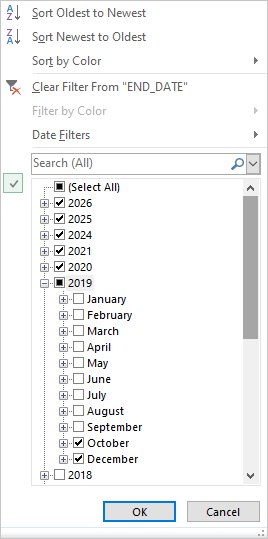 Sort Oldest to Newest
Sort Newest to Oldest
Sort by Color
Clear Filter From "END_DATE"
Filter by Color
Date Filters
Search (All)
(Select All)
2026
2025
2024
2021
2020
2019
January
February
March
April
May
June
July
August
September
October
December
2018
OK
Cancel